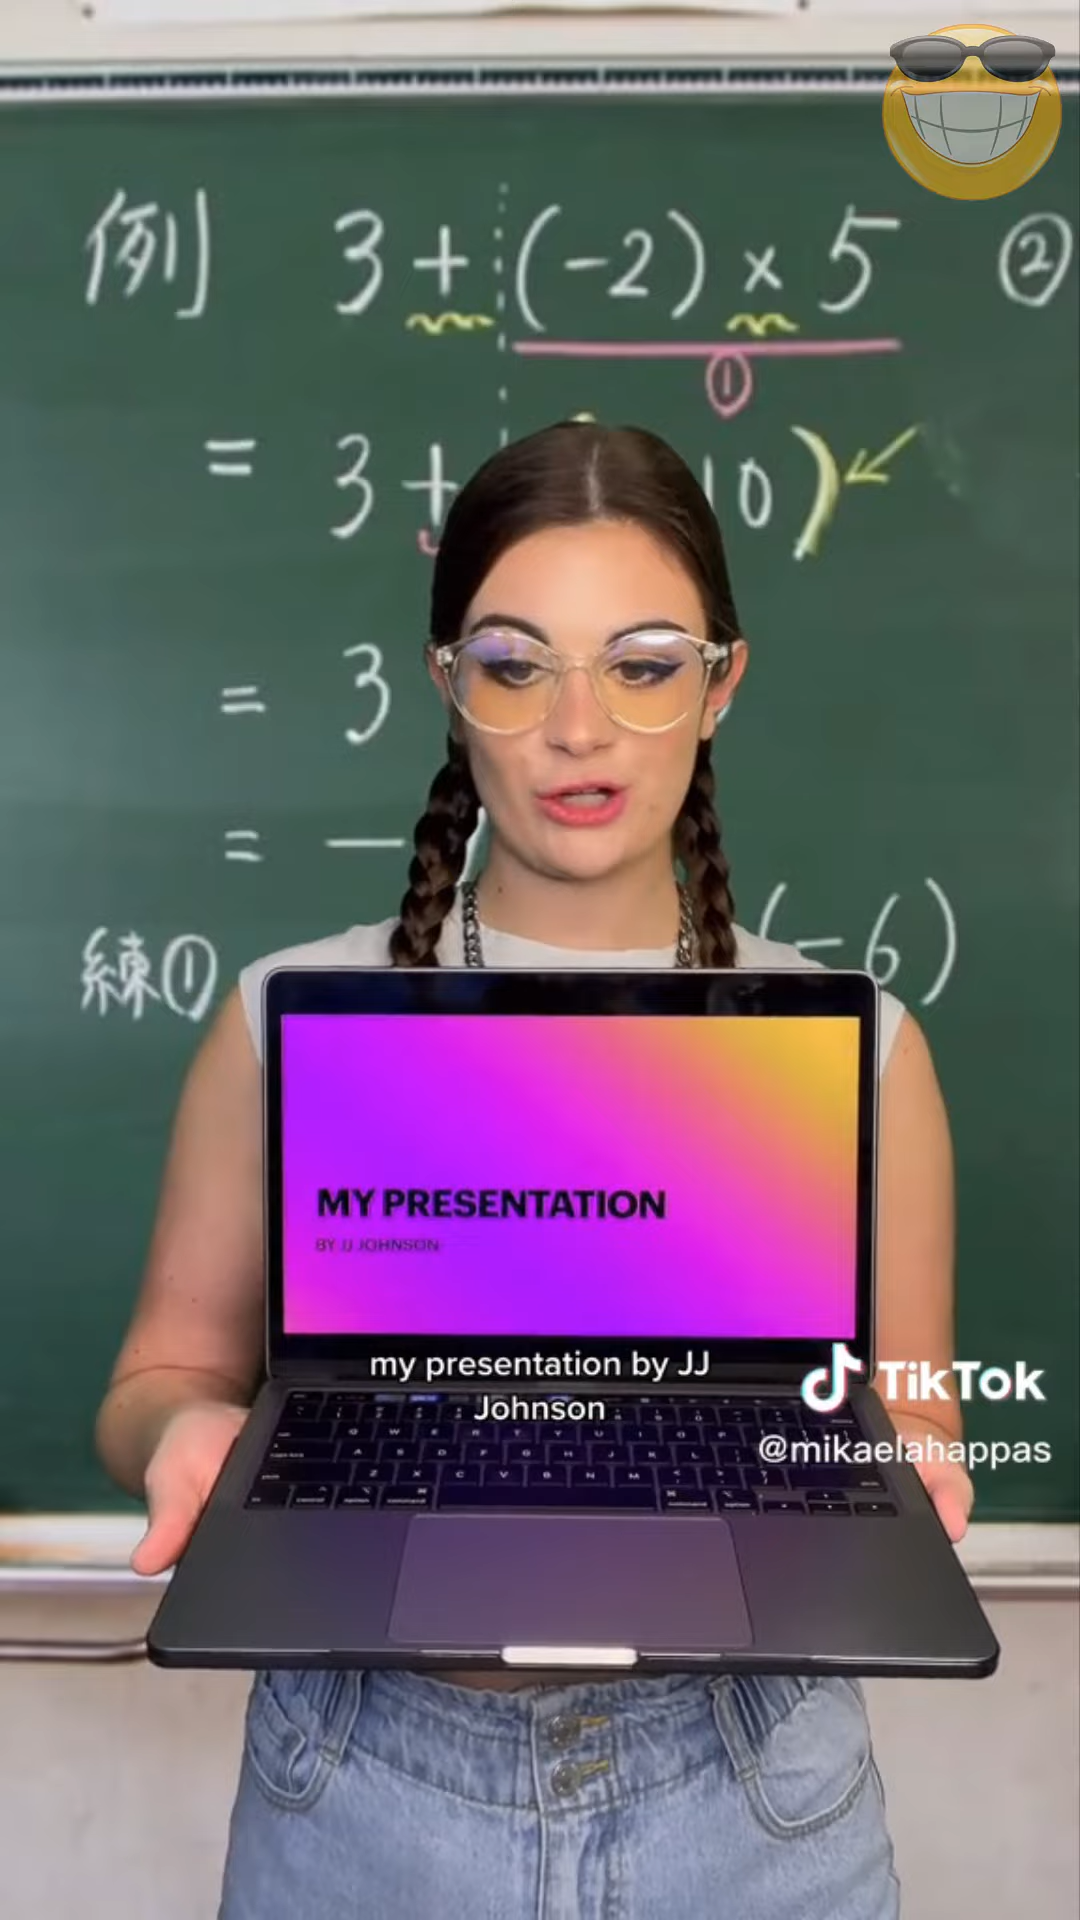 例 3 + (-2) × 5 ②
①
= 3 + 10)
= 3
= -
練① (-6)
MY PRESENTATION
BY JJ JOHNSON
my presentation by JJ
Johnson
TikTok
@mikaelahappas